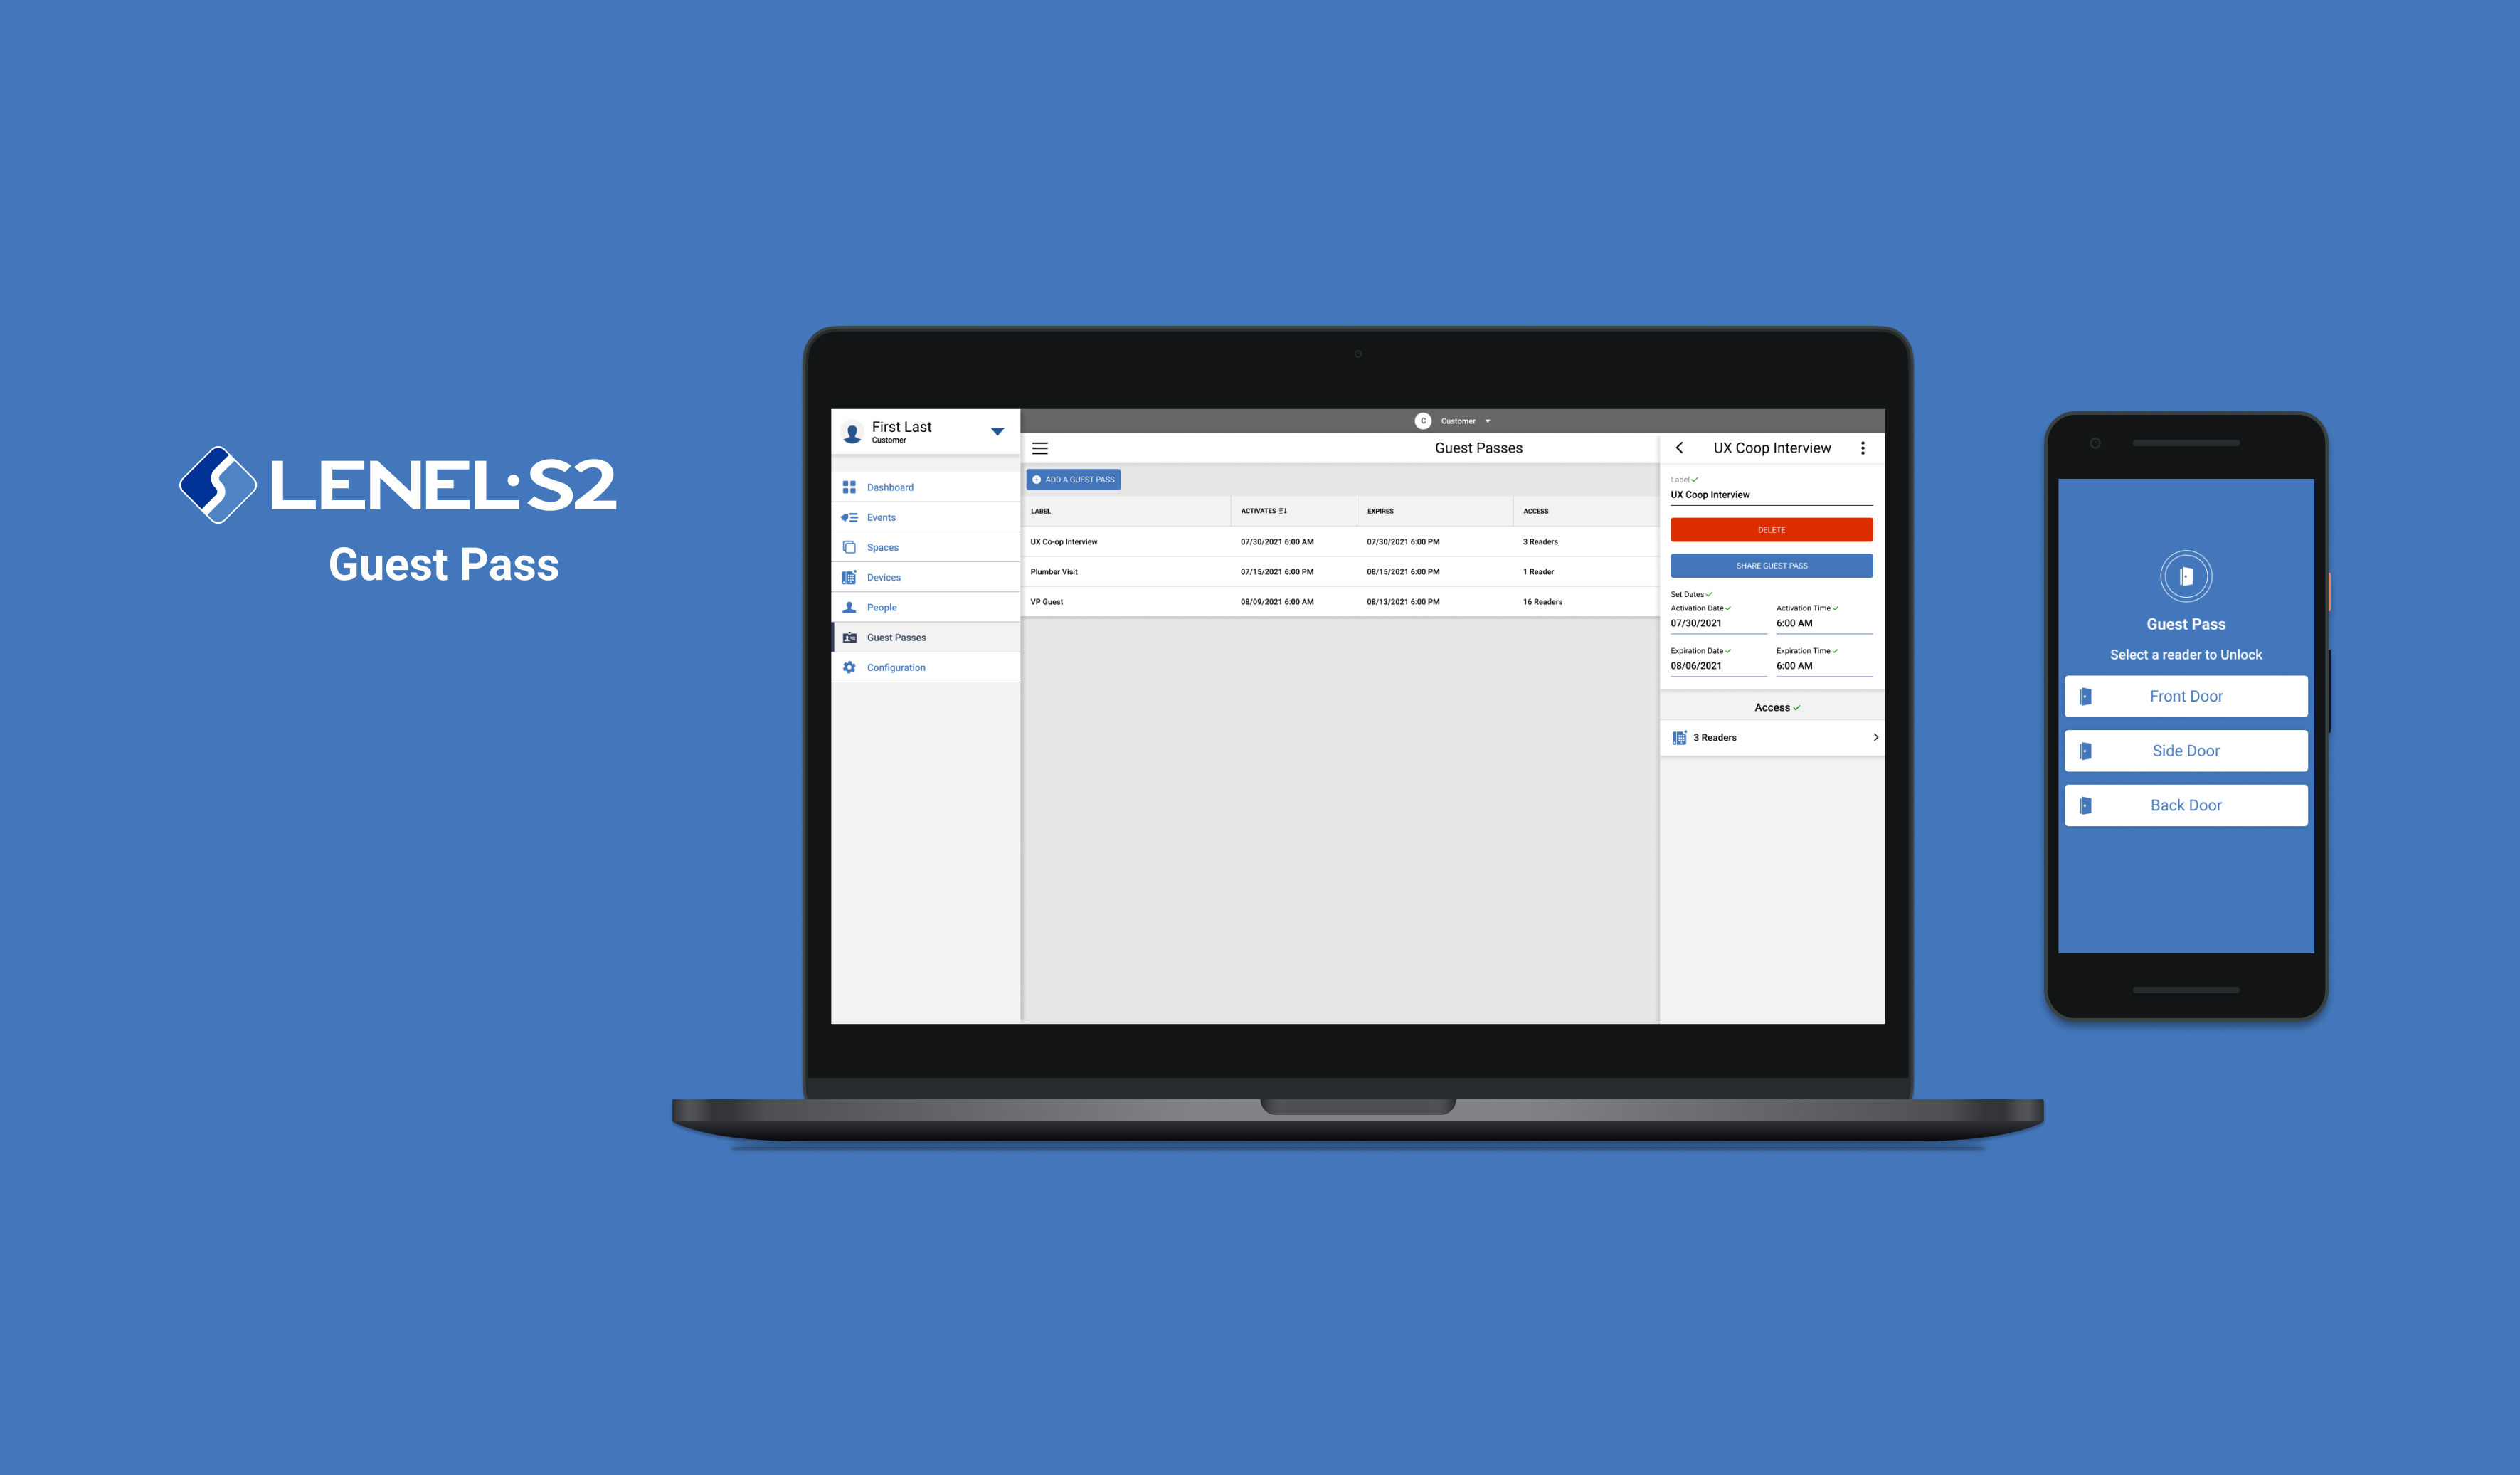 LENEL·S2
Guest Pass
First Last
Customer
Dashboard
Events
Spaces
Devices
People
Guest Passes
Configuration
C Customer
Guest Passes
ADD A GUEST PASS
LABEL ACTIVATES EXPIRES ACCESS
UX Co-op Interview 07/30/2021 6:00 AM 07/30/2021 6:00 PM 3 Readers
Plumber Visit 07/15/2021 6:00 PM 08/15/2021 6:00 PM 1 Reader
VP Guest 08/09/2021 6:00 AM 08/13/2021 6:00 PM 16 Readers
UX Coop Interview
Label
UX Coop Interview
DELETE
SHARE GUEST PASS
Set Dates
Activation Date Activation Time
07/30/2021 6:00 AM
Expiration Date Expiration Time
08/06/2021 6:00 AM
Access
3 Readers
Guest Pass
Select a reader to Unlock
Front Door
Side Door
Back Door